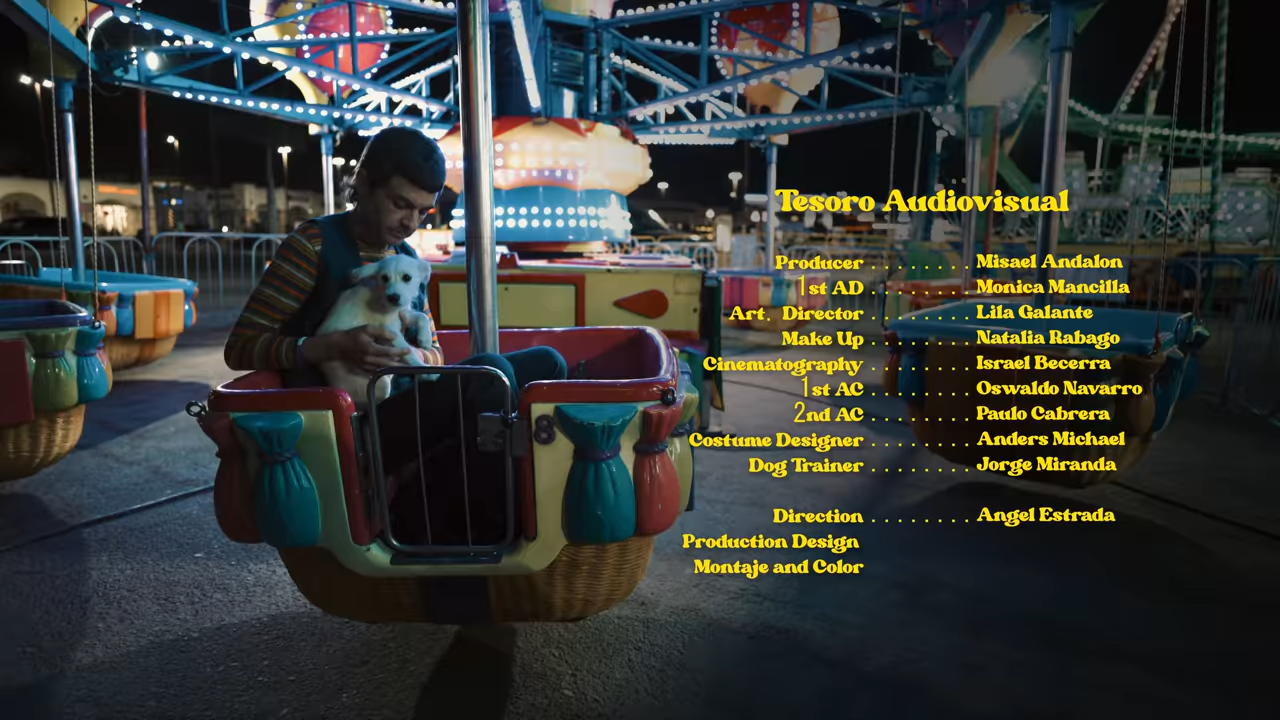 Tesoro Audiovisual
Producer . . . . . . . . Misael Andalon
1st AD . . . . . . . . Monica Mancilla
Art. Director . . . . . . . . Lila Galante
Make Up . . . . . . . . Natalia Rabago
Cinematography . . . . . . . . Israel Becerra
1st AC . . . . . . . . Oswaldo Navarro
2nd AC . . . . . . . . Paulo Cabrera
Costume Designer . . . . . . . . Anders Michael
Dog Trainer . . . . . . . . Jorge Miranda
Direction . . . . . . . . Angel Estrada
Production Design
Montaje and Color
8